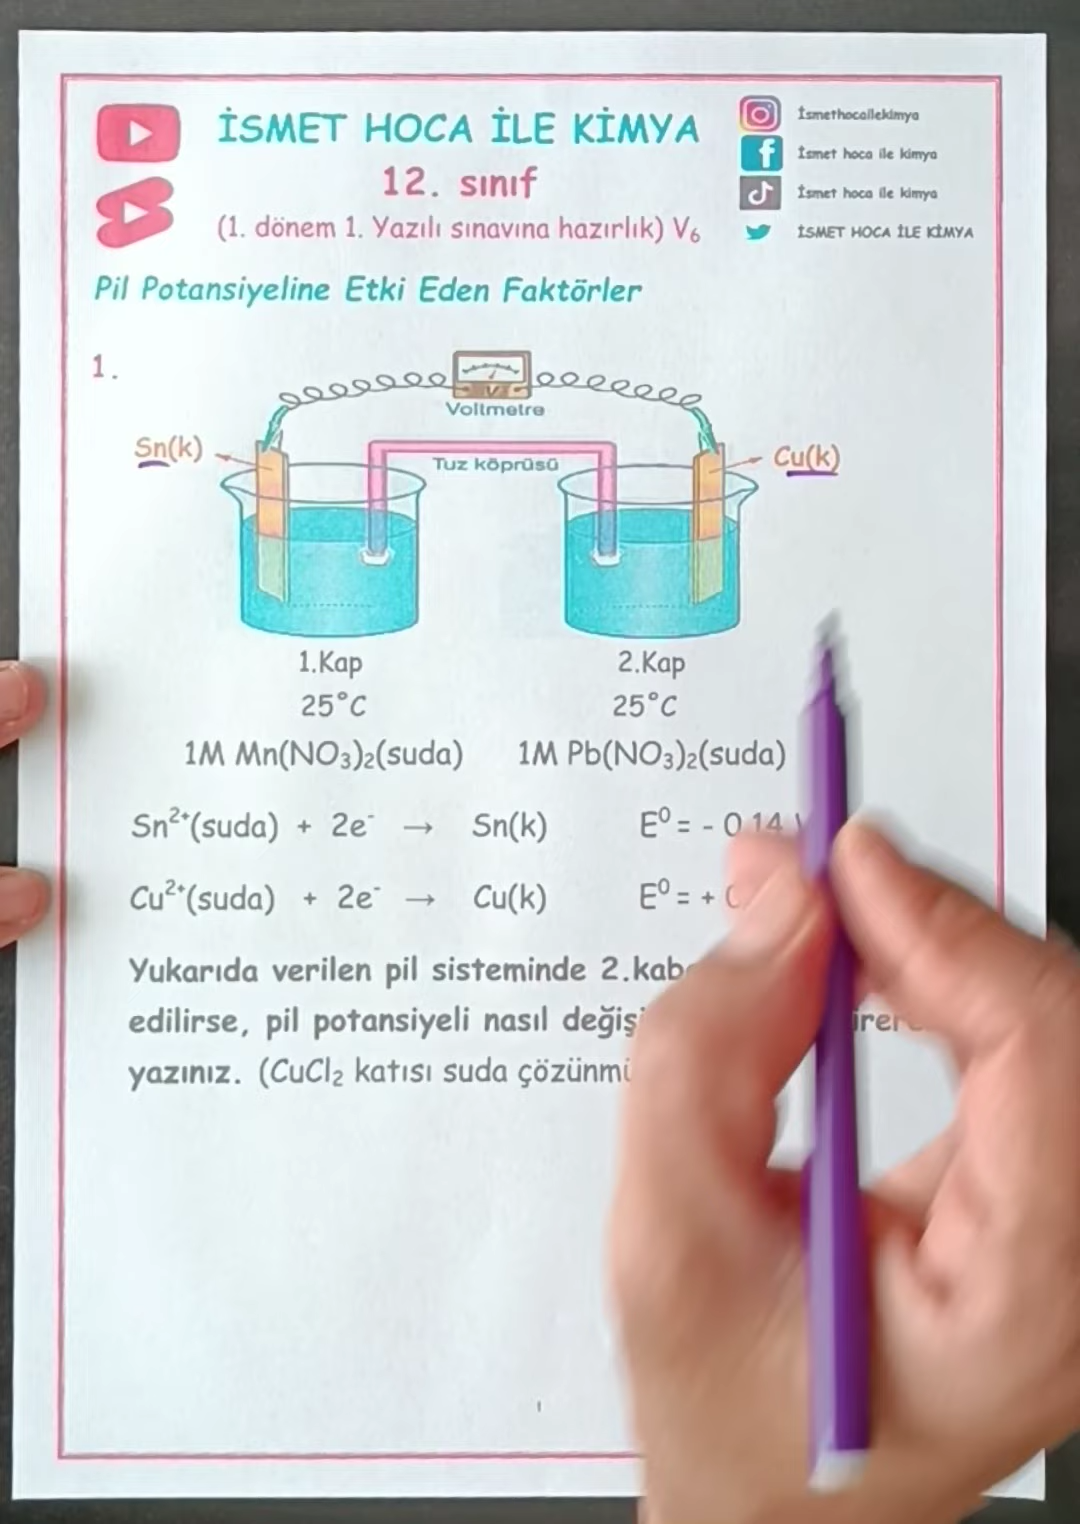 İSMET HOCA İLE KİMYA
12. sınıf
(1. dönem 1. Yazılı sınavına hazırlık) V₆
İsmethocailekimya
İsmet hoca ile kimya
İsmet hoca ile kimya
İSMET HOCA İLE KİMYA
Pil Potansiyeline Etki Eden Faktörler
1.
V
Voltmetre
Sn(k)
Tuz köprüsü
Cu(k)
1.Kap
2.Kap
25°C
25°C
1M Mn(NO₃)₂(suda)
1M Pb(NO₃)₂(suda)
Sn²⁺(suda) + 2e⁻ → Sn(k) E⁰ = - 0,14
Cu²⁺(suda) + 2e⁻ → Cu(k) E⁰ = +
Yukarıda verilen pil sisteminde
edilirse, pil potansiyeli nasıl
yazınız. (CuCl₂ katısı suda
1